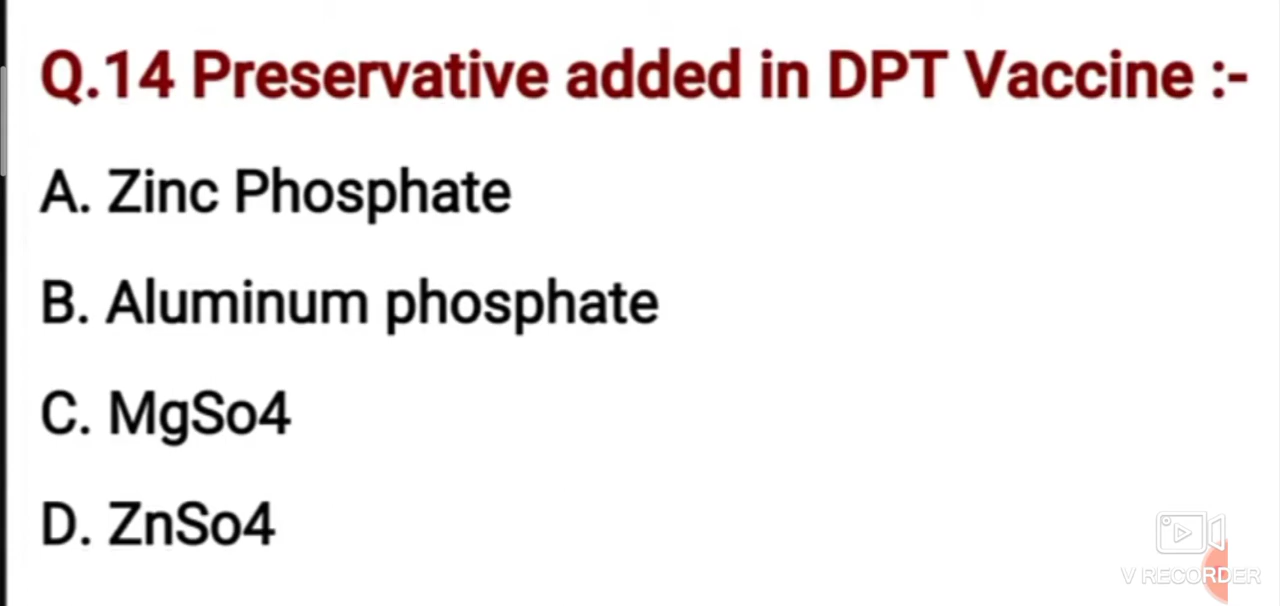 Q.14 Preservative added in DPT Vaccine :-
A. Zinc Phosphate
B. Aluminum phosphate
C. MgSo4
D. ZnSo4
V RECORDER